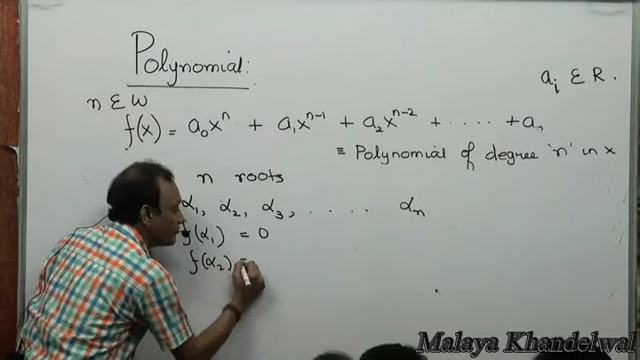 Polynomial:
a_i ε R.
n ε W
f(x) = a₀xⁿ + a₁xⁿ⁻¹ + a₂xⁿ⁻² + ..... + aₙ
≡ Polynomial of degree 'n' in x
n roots
α₁, α₂, α₃, ..... αₙ
f(α₁) = 0
f(α₂) =
Malaya Khandelwal